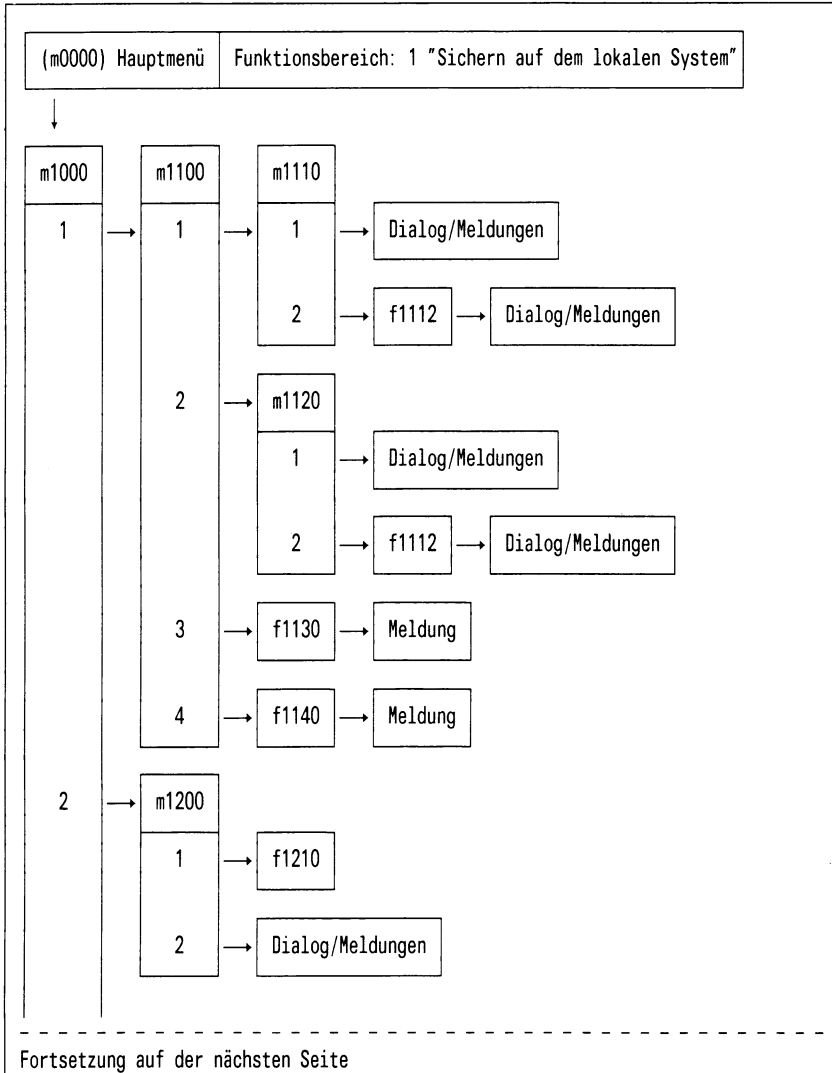 (m0000) Hauptmenü Funktionsbereich: 1 "Sichern auf dem lokalen System"
m1000 m1100 m1110
1 1 1 Dialog/Meldungen
2 f1112 Dialog/Meldungen
2 m1120
1 Dialog/Meldungen
2 f1112 Dialog/Meldungen
3 f1130 Meldung
4 f1140 Meldung
2 m1200
1 f1210
2 Dialog/Meldungen
Fortsetzung auf der nächsten Seite